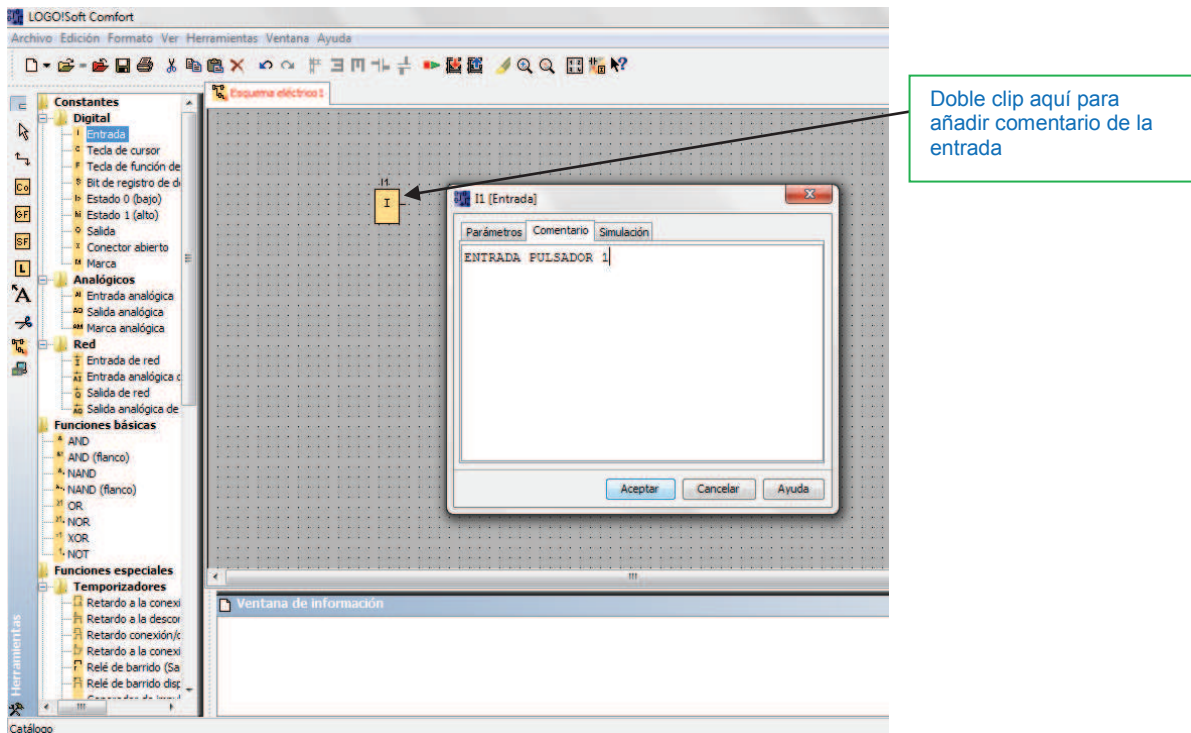 LOGO!Soft Comfort
Archivo Edición Formato Ver Herramientas Ventana Ayuda
Esquema eléctrico 1
Constantes
Digital
Entrada
Tecla de cursor
Tecla de función de
Bit de registro de d
Estado 0 (bajo)
Estado 1 (alto)
Salida
Conector abierto
Marca
Analógicos
Entrada analógica
Salida analógica
Marca analógica
Red
Entrada de red
Entrada analógica d
Salida de red
Salida analógica de
Funciones básicas
AND
AND (flanco)
NAND
NAND (flanco)
OR
NOR
XOR
NOT
Funciones especiales
Temporizadores
Retardo a la conexi
Retardo a la descor
Retardo conexión/c
Retardo a la conexi
Relé de barrido (Sa
Relé de barrido disp
Herramientas
Catálogo
I1
I
I1 [Entrada]
Parámetros Comentario Simulación
ENTRADA PULSADOR 1
Aceptar Cancelar Ayuda
Ventana de información
Doble clip aquí para
añadir comentario de la
entrada